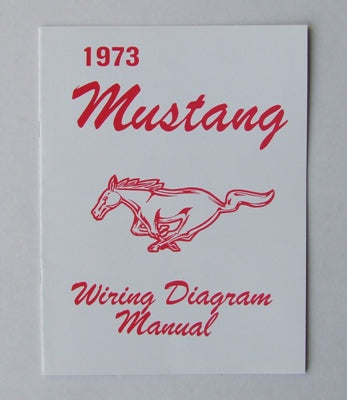 1973
Mustang
Wiring Diagram
Manual